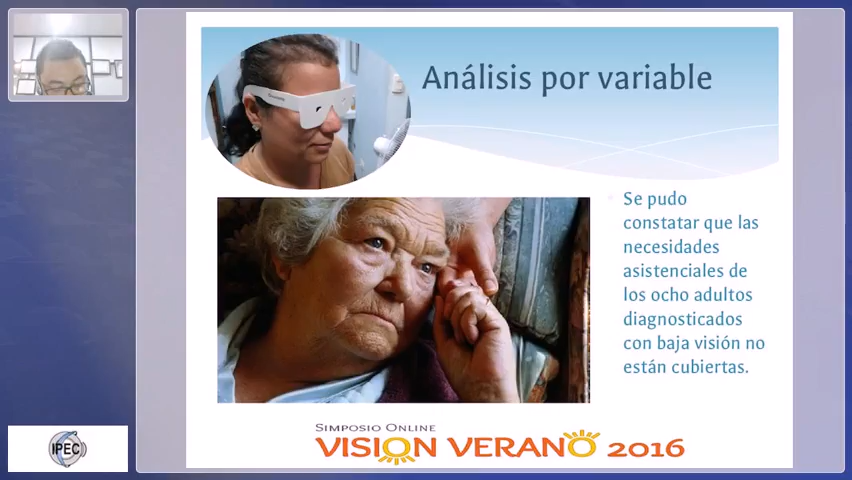 Análisis por variable
Se pudo
constatar que las
necesidades
asistenciales de
los ocho adultos
diagnosticados
con baja visión no
están cubiertas.
SIMPOSIO ONLINE
VISION VERANO 2016
IPEC